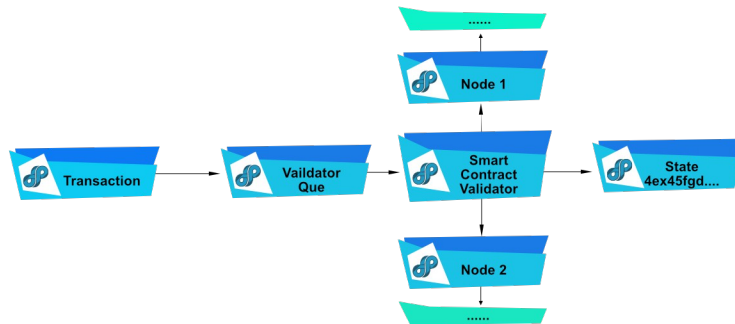 ......
Node 1
Transaction
Vaildator
Que
Smart
Contract
Validator
State
4ex45fgd....
Node 2
......